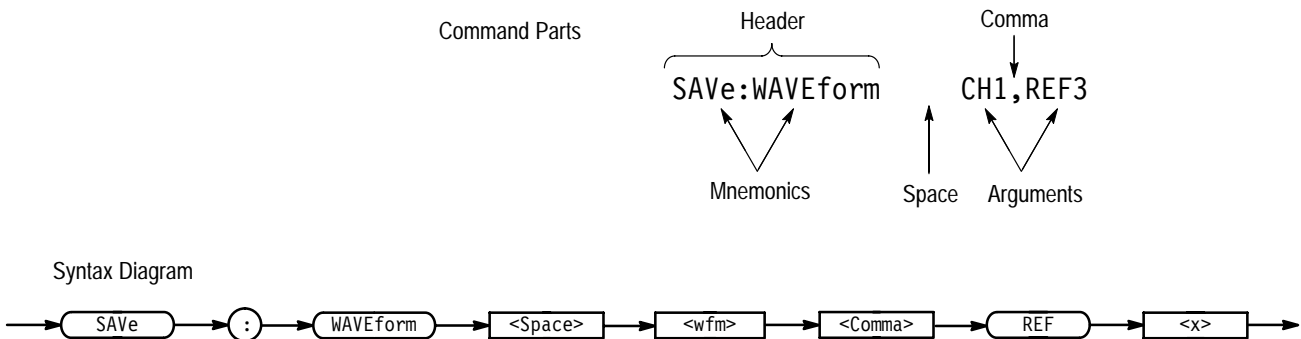 Command Parts Header Comma
SAVe:WAVEform CH1,REF3
Mnemonics Space Arguments
Syntax Diagram
SAVe : WAVEform <Space> <wfm> <Comma> REF <x>